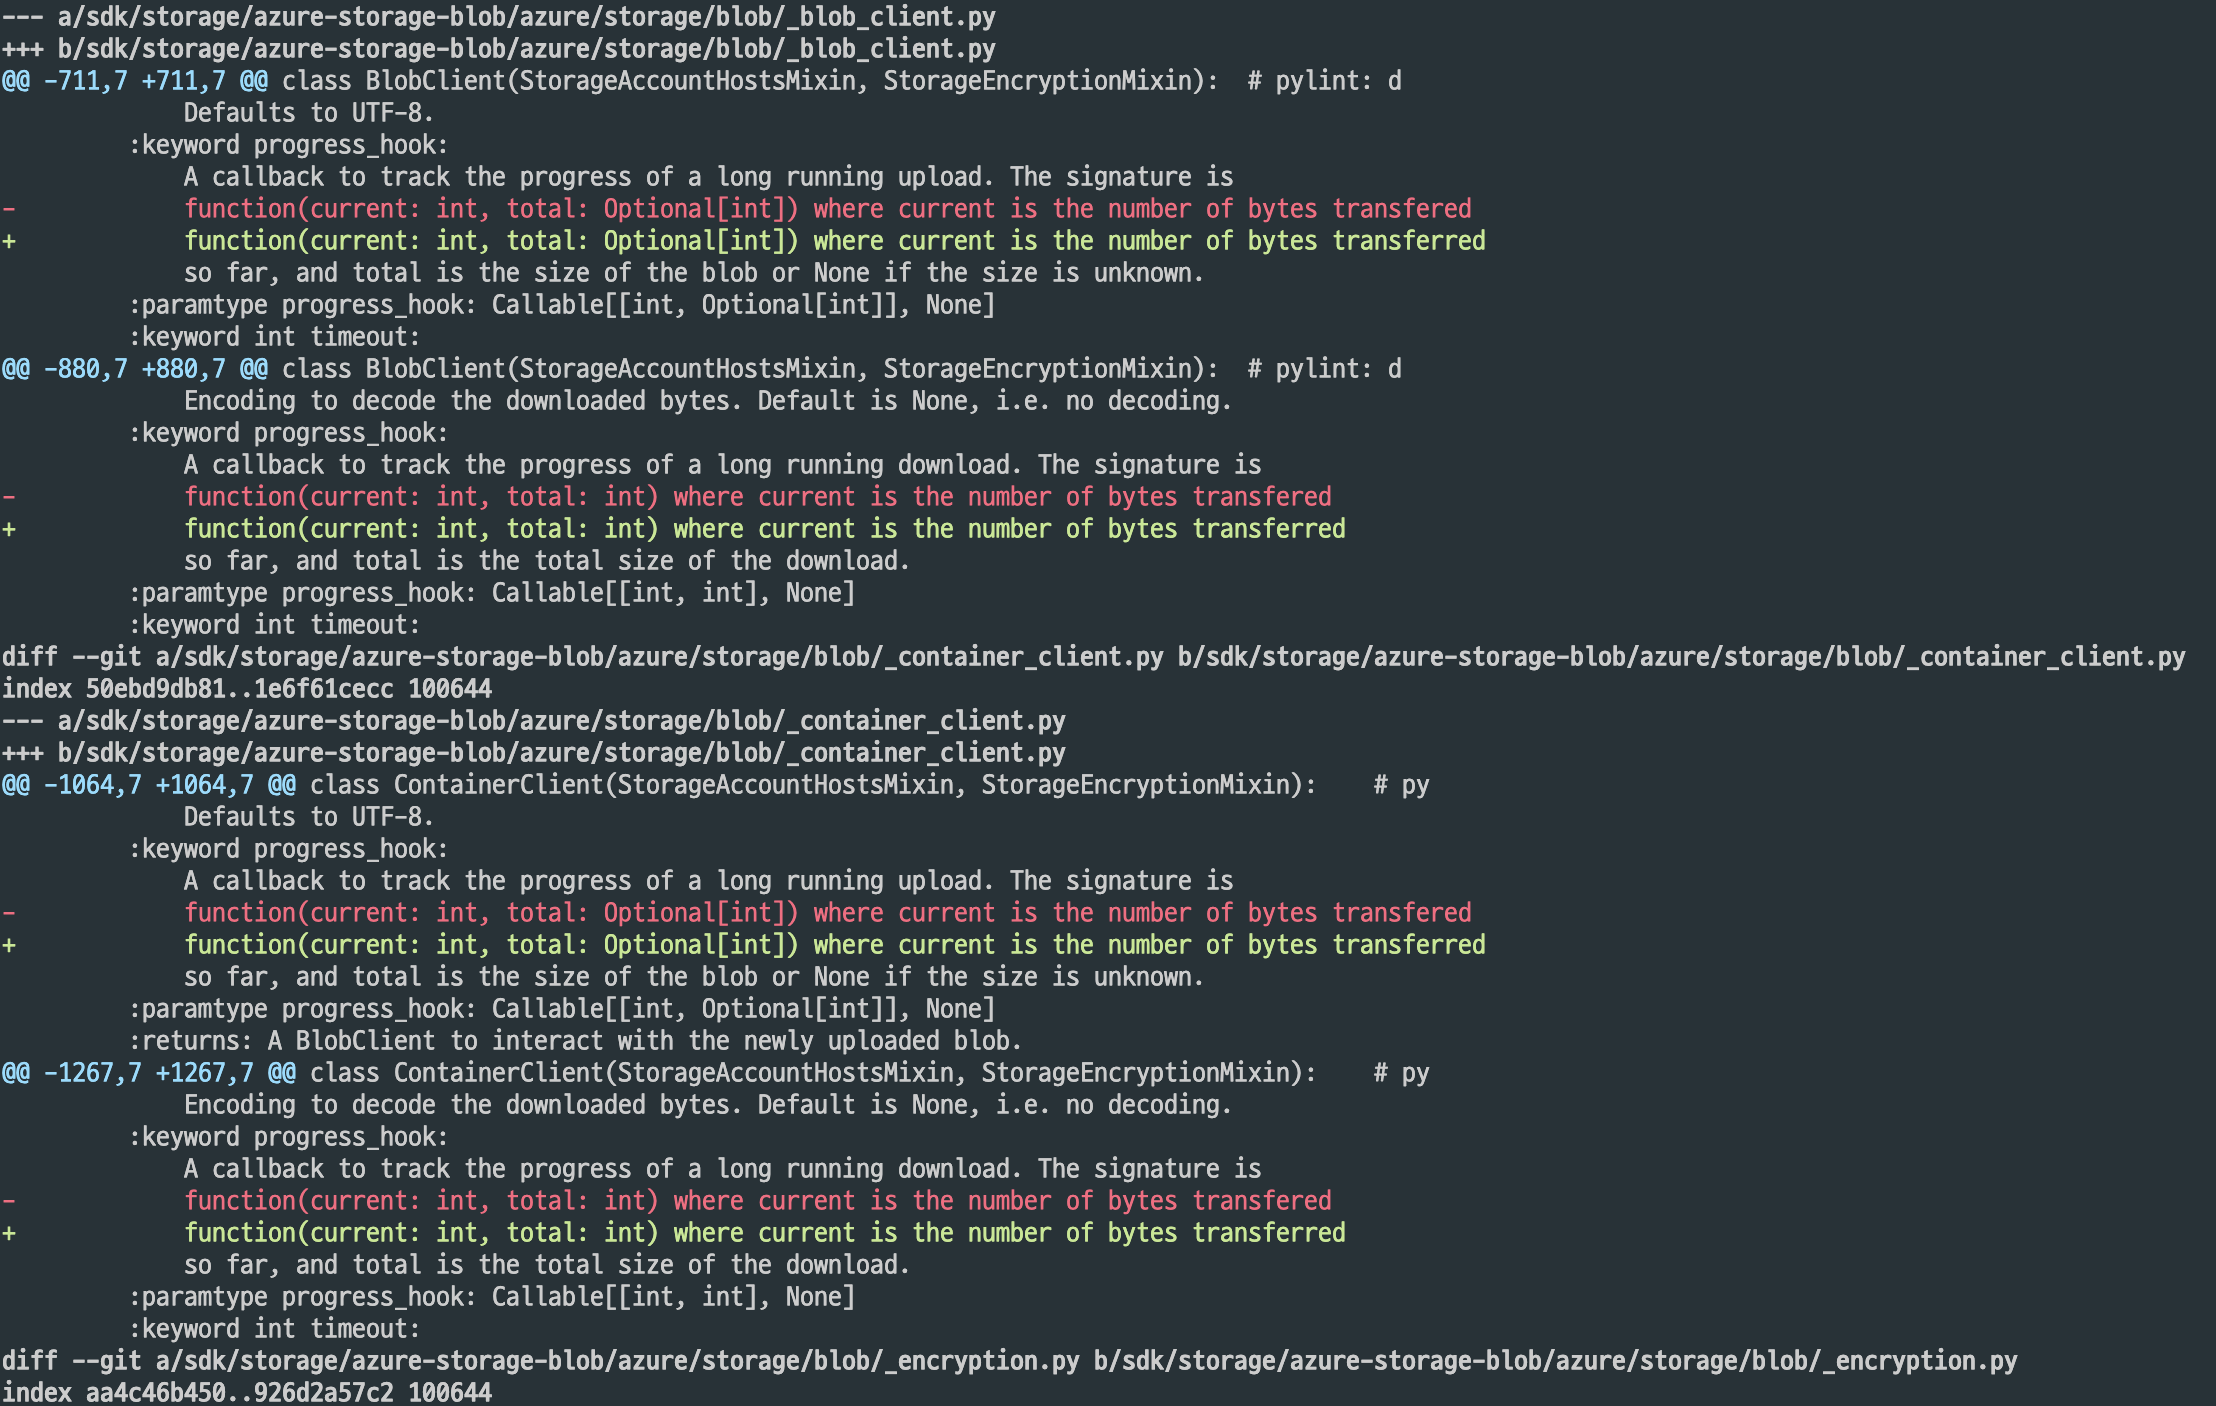 --- a/sdk/storage/azure-storage-blob/azure/storage/blob/_blob_client.py
+++ b/sdk/storage/azure-storage-blob/azure/storage/blob/_blob_client.py
@@ -711,7 +711,7 @@ class BlobClient(StorageAccountHostsMixin, StorageEncryptionMixin):  # pylint: d
             Defaults to UTF-8.
         :keyword progress_hook:
             A callback to track the progress of a long running upload. The signature is
-            function(current: int, total: Optional[int]) where current is the number of bytes transfered
+            function(current: int, total: Optional[int]) where current is the number of bytes transferred
             so far, and total is the size of the blob or None if the size is unknown.
         :paramtype progress_hook: Callable[[int, Optional[int]], None]
         :keyword int timeout:
@@ -880,7 +880,7 @@ class BlobClient(StorageAccountHostsMixin, StorageEncryptionMixin):  # pylint: d
             Encoding to decode the downloaded bytes. Default is None, i.e. no decoding.
         :keyword progress_hook:
             A callback to track the progress of a long running download. The signature is
-            function(current: int, total: int) where current is the number of bytes transfered
+            function(current: int, total: int) where current is the number of bytes transferred
             so far, and total is the total size of the download.
         :paramtype progress_hook: Callable[[int, int], None]
         :keyword int timeout:
diff --git a/sdk/storage/azure-storage-blob/azure/storage/blob/_container_client.py b/sdk/storage/azure-storage-blob/azure/storage/blob/_container_client.py
index 50ebd9db81..1e6f61cecc 100644
--- a/sdk/storage/azure-storage-blob/azure/storage/blob/_container_client.py
+++ b/sdk/storage/azure-storage-blob/azure/storage/blob/_container_client.py
@@ -1064,7 +1064,7 @@ class ContainerClient(StorageAccountHostsMixin, StorageEncryptionMixin):    # py
             Defaults to UTF-8.
         :keyword progress_hook:
             A callback to track the progress of a long running upload. The signature is
-            function(current: int, total: Optional[int]) where current is the number of bytes transfered
+            function(current: int, total: Optional[int]) where current is the number of bytes transferred
             so far, and total is the size of the blob or None if the size is unknown.
         :paramtype progress_hook: Callable[[int, Optional[int]], None]
         :returns: A BlobClient to interact with the newly uploaded blob.
@@ -1267,7 +1267,7 @@ class ContainerClient(StorageAccountHostsMixin, StorageEncryptionMixin):    # py
             Encoding to decode the downloaded bytes. Default is None, i.e. no decoding.
         :keyword progress_hook:
             A callback to track the progress of a long running download. The signature is
-            function(current: int, total: int) where current is the number of bytes transfered
+            function(current: int, total: int) where current is the number of bytes transferred
             so far, and total is the total size of the download.
         :paramtype progress_hook: Callable[[int, int], None]
         :keyword int timeout:
diff --git a/sdk/storage/azure-storage-blob/azure/storage/blob/_encryption.py b/sdk/storage/azure-storage-blob/azure/storage/blob/_encryption.py
index aa4c46b450..926d2a57c2 100644